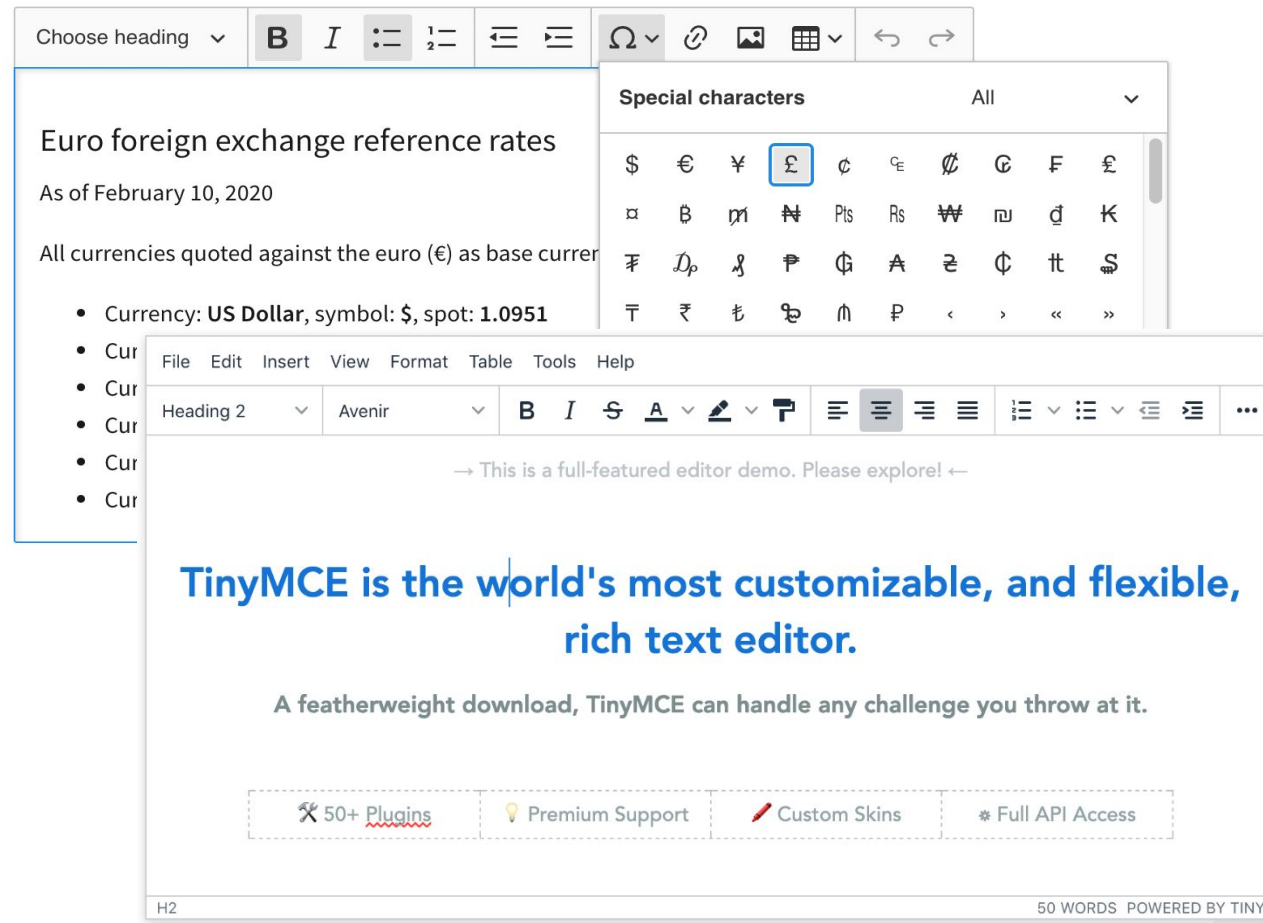 Choose heading B I
Special characters All
$ € ¥ £ ¢ ₠ ₡ ₢ ₣ ₤
¤ ₿ ₥ ₦ Pts Rs ₩ ₪ ₫ ₭
₮ ₯ ₰ ₱ ₲ ₳ ₴ ₵ ₶ ₷
₸ ₹ ₺ ₻ ₼ ₽ ‹ › « »
Euro foreign exchange reference rates
As of February 10, 2020
All currencies quoted against the euro (€) as base curren
• Currency: US Dollar, symbol: $, spot: 1.0951
• Cur
• Cur
• Cur
• Cur
• Cur
File Edit Insert View Format Table Tools Help
Heading 2 Avenir B I S A
→ This is a full-featured editor demo. Please explore! ←
TinyMCE is the world's most customizable, and flexible,
rich text editor.
A featherweight download, TinyMCE can handle any challenge you throw at it.
🛠 50+ Plugins 💡 Premium Support 🖍 Custom Skins ⚙ Full API Access
H2 50 WORDS POWERED BY TINY